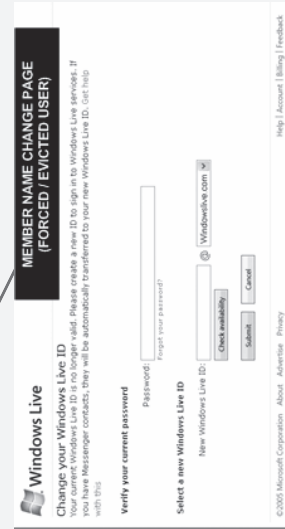 MEMBER NAME CHANGE PAGE
(FORCED / EVICTED USER)
Windows Live
Change your Windows Live ID
Your current Windows Live ID is no longer valid. Please create a new ID to sign in to Windows Live services. If
you have Messenger contacts, they will be automatically transferred to your new Windows Live ID. Get help
with this
Verify your current password
Password:
Forgot your password?
Select a new Windows Live ID
New Windows Live ID: @ Windowslive.com
Check availability
Submit Cancel
©2005 Microsoft Corporation About Advertise Privacy Help | Account | Billing | Feedback